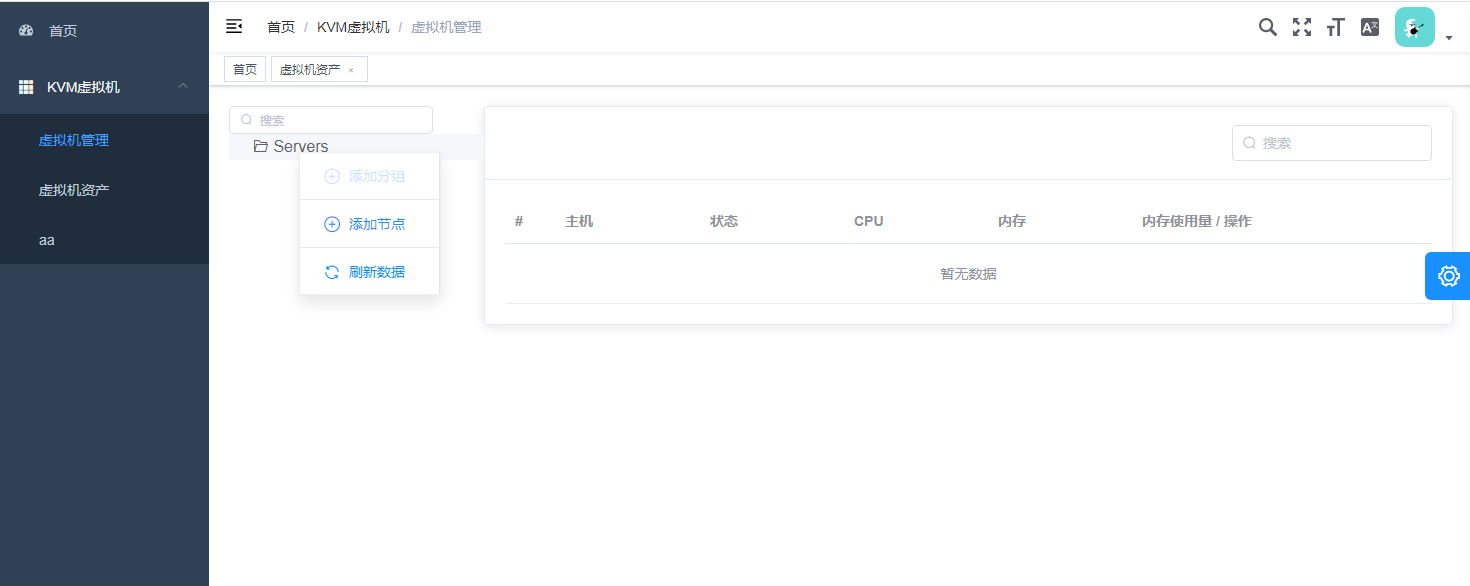 首页
KVM虚拟机
虚拟机管理
虚拟机资产
aa
首页 / KVM虚拟机 / 虚拟机管理
首页 虚拟机资产 ×
搜索
Servers
添加分组
添加节点
刷新数据
搜索
# 主机 状态 CPU 内存 内存使用量 / 操作
暂无数据